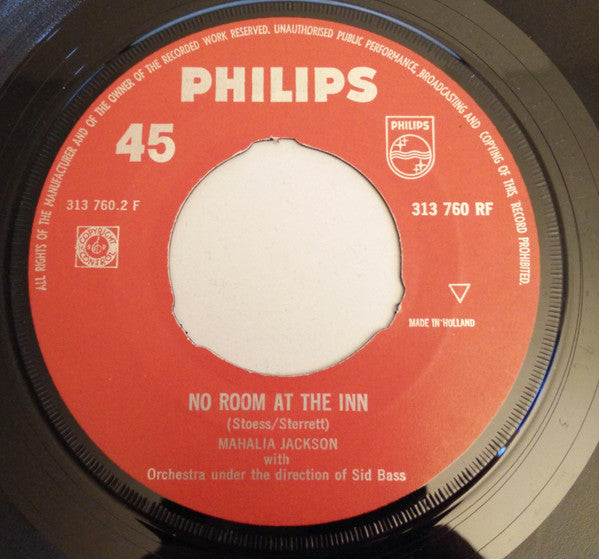 ALL RIGHTS OF THE MANUFACTURER AND OF THE OWNER OF THE RECORDED WORK RESERVED. UNAUTHORISED PUBLIC PERFORMANCE, BROADCASTING AND COPYING OF THIS RECORD PROHIBITED.
PHILIPS
45
PHILIPS
313 760.2 F
313 760 RF
COPYRIGHT
CONTROL
MADE IN HOLLAND
NO ROOM AT THE INN
(Stoess/Sterrett)
MAHALIA JACKSON
with
Orchestra under the direction of Sid Bass